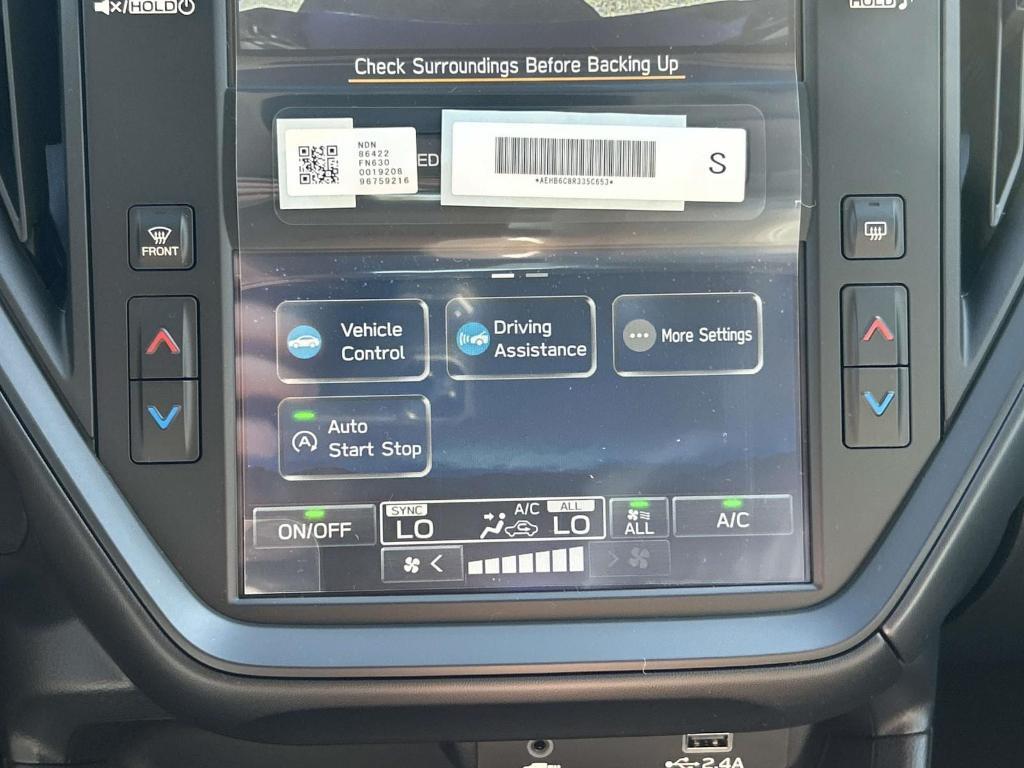 HOLD
HOLD
Check Surroundings Before Backing Up
NDN
86422
FN630
0019208
96759216
ED
*AEHB6C8R335C653*
S
FRONT
Vehicle
Control
Driving
Assistance
More Settings
A
Auto
Start Stop
ON/OFF
SYNC
LO
A/C
ALL
LO
ALL
A/C
2.4A